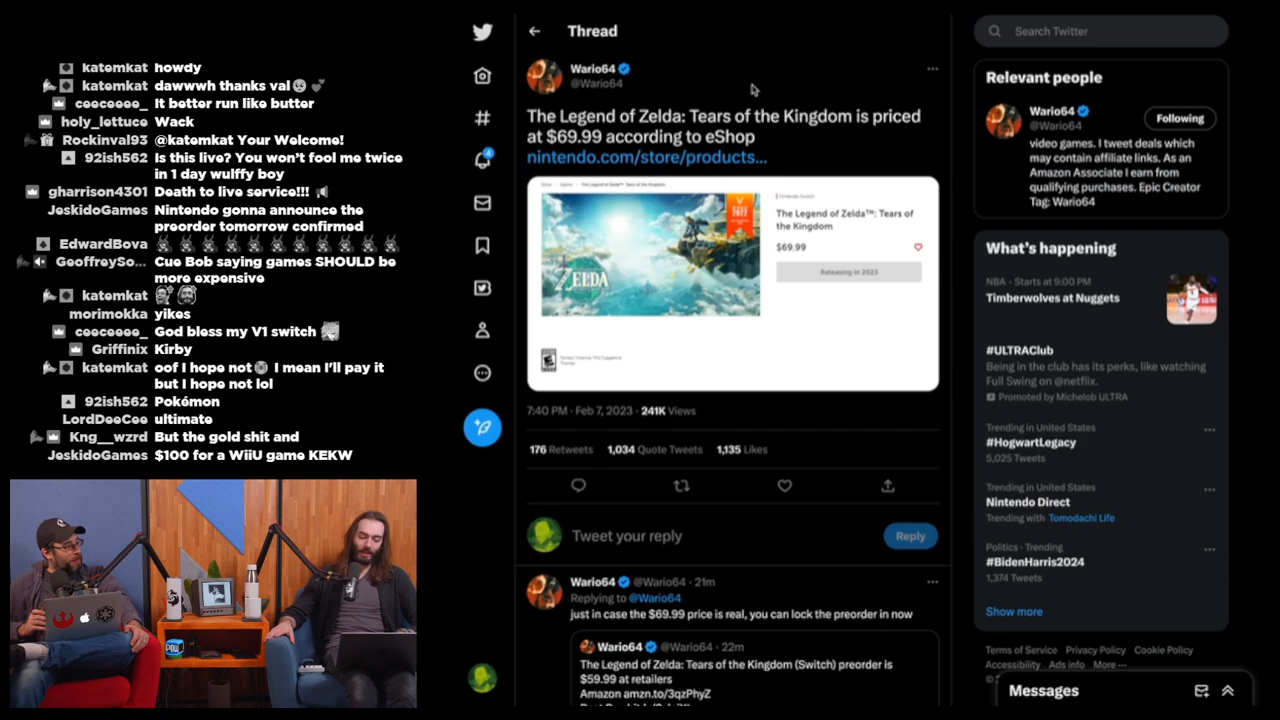 katemkat howdy
katemkat dawwwh thanks val
ceeceeee_ It better run like butter
holy_lettuce Wack
Rockinval93 @katemkat Your Welcome!
92ish562 Is this live? You won't fool me twice
in 1 day wulffy boy
gharrison4301 Death to live service!!!
JeskidoGames Nintendo gonna announce the
preorder tomorrow confirmed
EdwardBova
GeoffreySo... Cue Bob saying games SHOULD be
more expensive
katemkat
morimokka yikes
ceeceeee_ God bless my V1 switch
Griffinix Kirby
katemkat oof I hope not I mean I'll pay it
but I hope not lol
92ish562 Pokémon
LorDeeCee ultimate
Kng__wzrd But the gold shit and
JeskidoGames $100 for a WiiU game KEKW
POW
4
Thread
Wario64
@Wario64
The Legend of Zelda: Tears of the Kingdom is priced
at $69.99 according to eShop
nintendo.com/store/products...
Nintendo Switch
The Legend of Zelda™: Tears of
the Kingdom
$69.99
Releasing in 2023
ZELDA
7:40 PM · Feb 7, 2023 · 241K Views
176 Retweets 1,034 Quote Tweets 1,135 Likes
Tweet your reply
Reply
Wario64 @Wario64 · 21m
Replying to @Wario64
just in case the $69.99 price is real, you can lock the preorder in now
Wario64 @Wario64 · 22m
The Legend of Zelda: Tears of the Kingdom (Switch) preorder is
$59.99 at retailers
Amazon amzn.to/3qzPhyZ
Search Twitter
Relevant people
Wario64
@Wario64
Following
video games. I tweet deals which
may contain affiliate links. As an
Amazon Associate I earn from
qualifying purchases. Epic Creator
Tag: Wario64
What's happening
NBA · Starts at 9:00 PM
Timberwolves at Nuggets
#ULTRAClub
Being in the club has its perks, like watching
Full Swing on @netflix.
Promoted by Michelob ULTRA
Trending in United States
#HogwartLegacy
5,025 Tweets
Trending in United States
Nintendo Direct
Trending with Tomodachi Life
Politics · Trending
#BidenHarris2024
1,374 Tweets
Show more
Terms of Service Privacy Policy Cookie Policy
Accessibility Ads info More ···
Messages